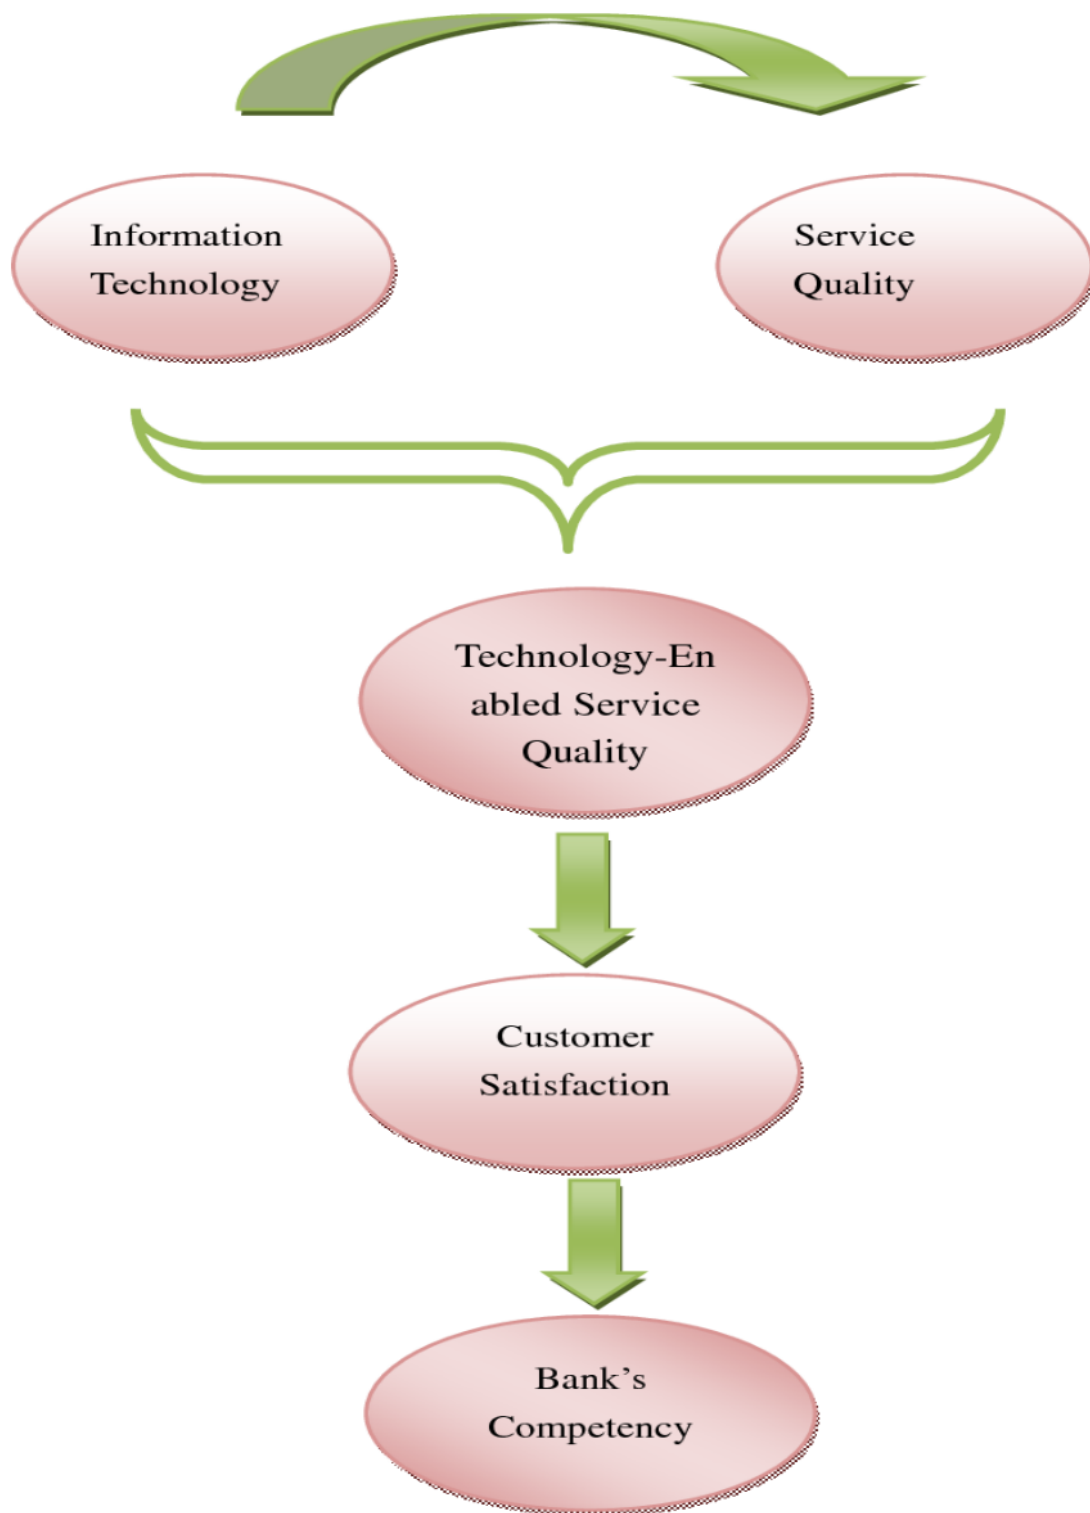 Information
Technology
Service
Quality
Technology-En
abled Service
Quality
Customer
Satisfaction
Bank’s
Competency